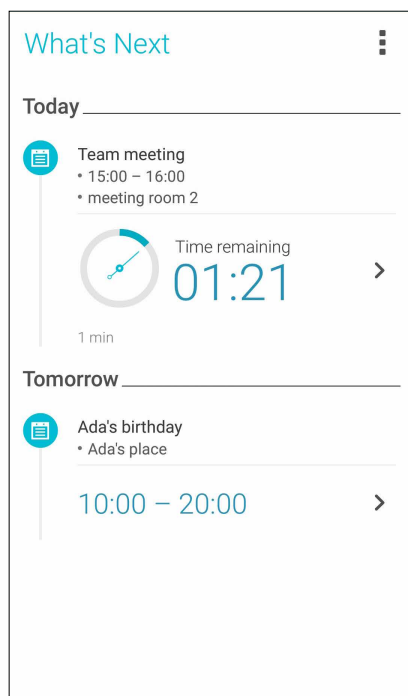 What's Next
Today
Team meeting
• 15:00 – 16:00
• meeting room 2
Time remaining
01:21
1 min
Tomorrow
Ada's birthday
• Ada's place
10:00 – 20:00